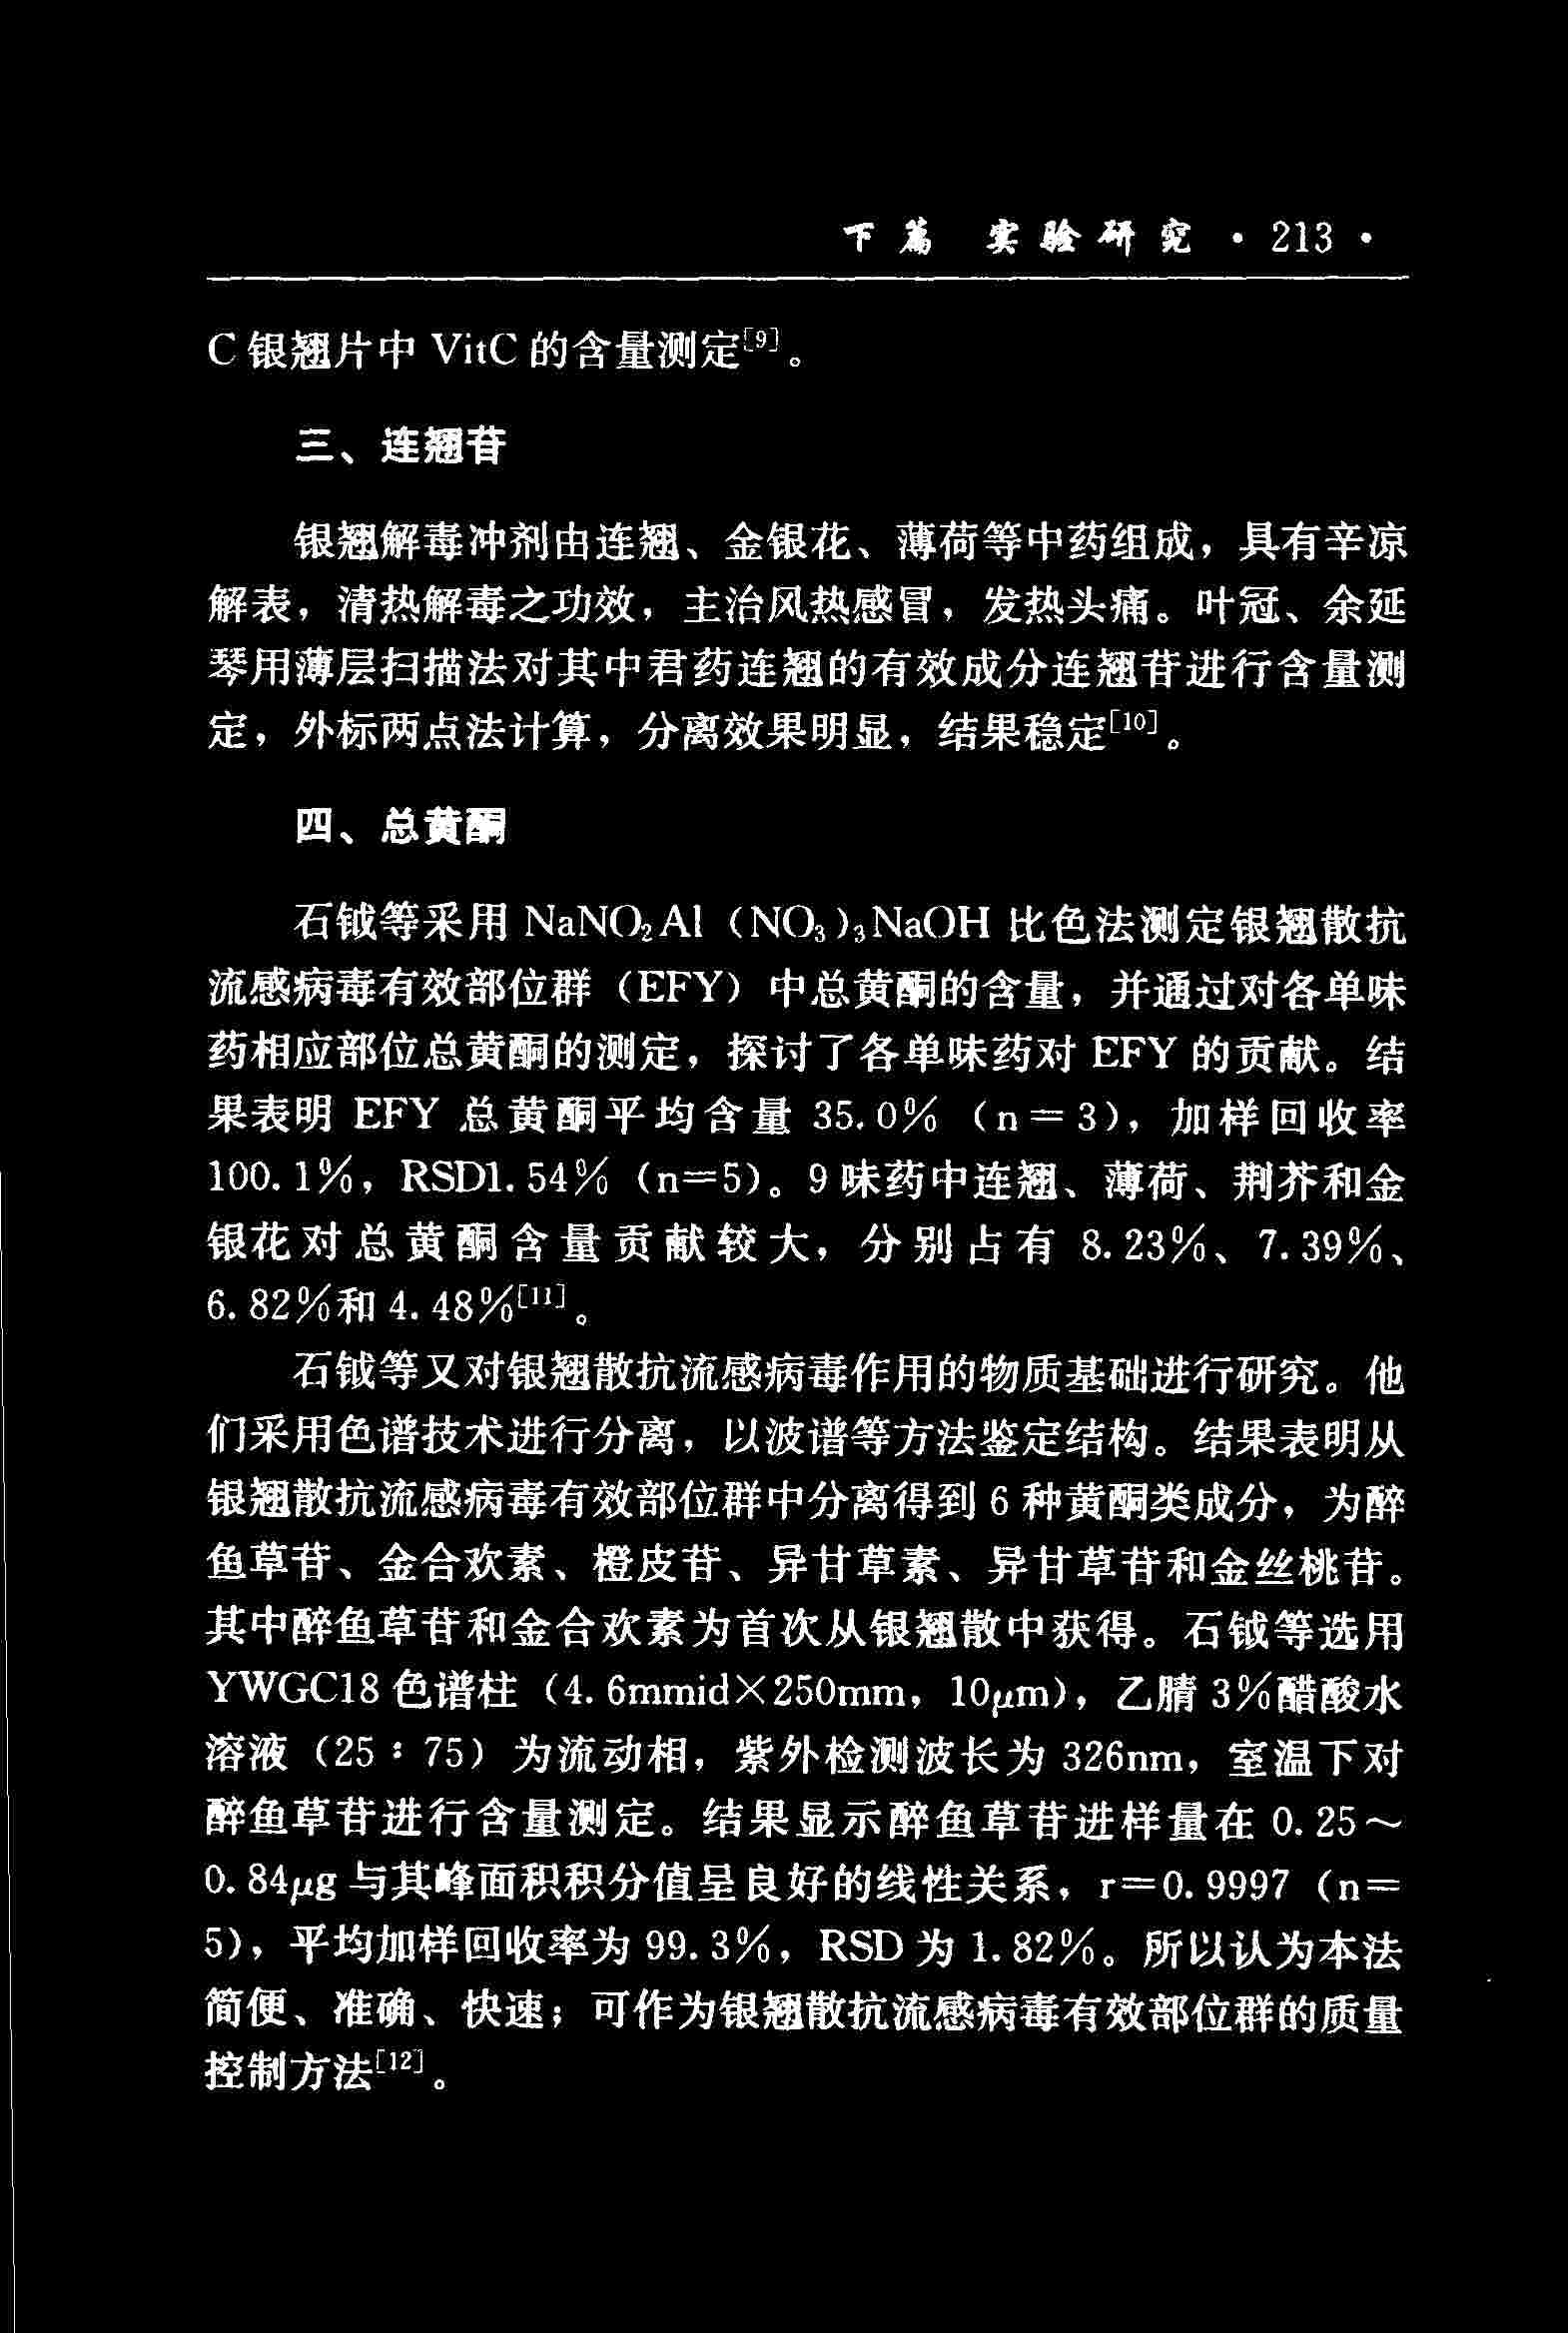 下篇 实验研究 · 213 ·
C银翘片中 VitC 的含量测定[9]。
三、连翘苷
银翘解毒冲剂由连翘、金银花、薄荷等中药组成，具有辛凉
解表，清热解毒之功效，主治风热感冒，发热头痛。叶冠、余延
琴用薄层扫描法对其中君药连翘的有效成分连翘苷进行含量测
定，外标两点法计算，分离效果明显，结果稳定[10]。
四、总黄酮
石钺等采用 NaNO₂Al（NO₃）₃NaOH 比色法测定银翘散抗
流感病毒有效部位群（EFY）中总黄酮的含量，并通过对各单味
药相应部位总黄酮的测定，探讨了各单味药对 EFY 的贡献。结
果表明 EFY 总黄酮平均含量 35.0%（n=3），加样回收率
100.1%，RSD1.54%（n=5）。9 味药中连翘、薄荷、荆芥和金
银花对总黄酮含量贡献较大，分别占有 8.23%、7.39%、
6.82%和 4.48%[11]。
石钺等又对银翘散抗流感病毒作用的物质基础进行研究。他
们采用色谱技术进行分离，以波谱等方法鉴定结构。结果表明从
银翘散抗流感病毒有效部位群中分离得到 6 种黄酮类成分，为醉
鱼草苷、金合欢素、橙皮苷、异甘草素、异甘草苷和金丝桃苷。
其中醉鱼草苷和金合欢素为首次从银翘散中获得。石钺等选用
YWGC18 色谱柱（4.6mmid×250mm，10μm），乙腈 3%醋酸水
溶液（25∶75）为流动相，紫外检测波长为 326nm，室温下对
醉鱼草苷进行含量测定。结果显示醉鱼草苷进样量在 0.25～
0.84μg 与其峰面积积分值呈良好的线性关系，r=0.9997（n=
5），平均加样回收率为 99.3%，RSD 为 1.82%。所以认为本法
简便、准确、快速；可作为银翘散抗流感病毒有效部位群的质量
控制方法[12]。